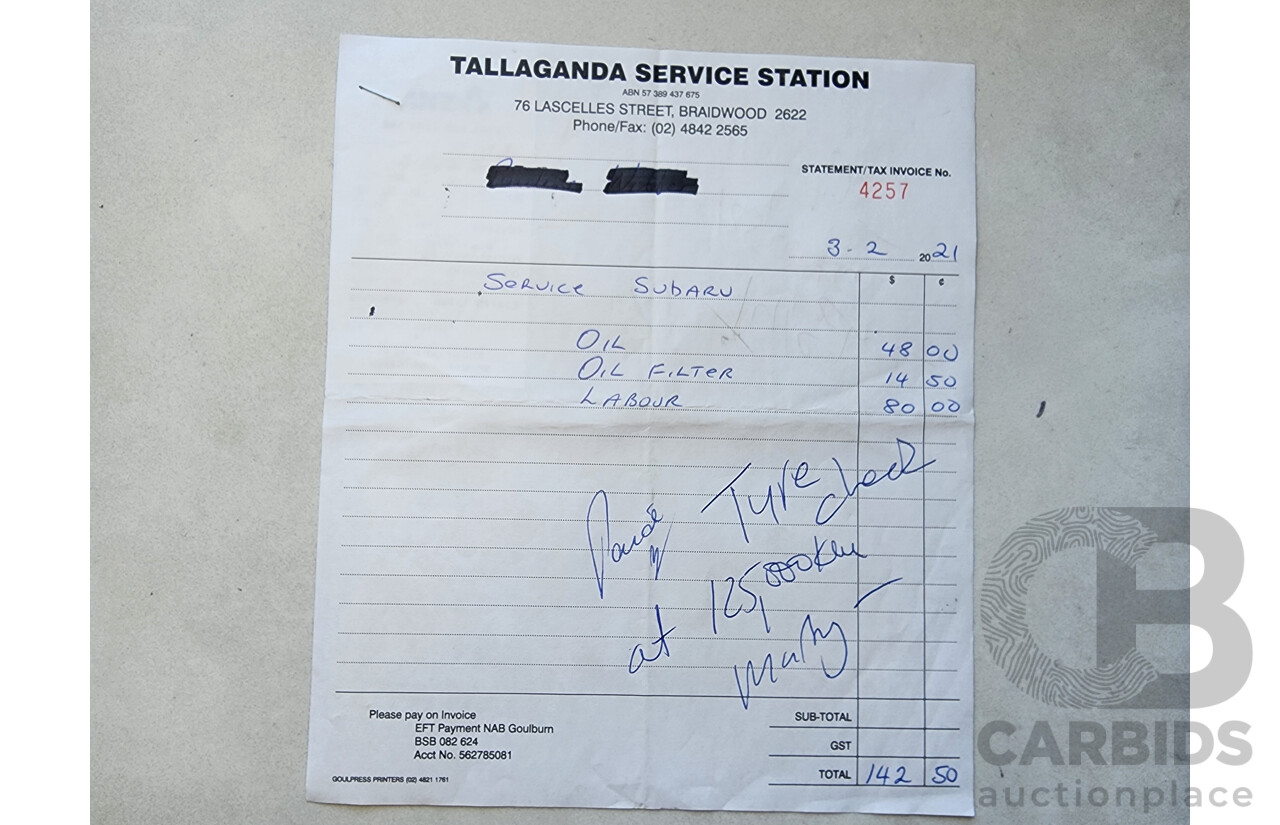 TALLAGANDA SERVICE STATION
ABN 57 389 437 675
76 LASCELLES STREET, BRAIDWOOD 2622
Phone/Fax: (02) 4842 2565
STATEMENT/TAX INVOICE No.
4257
3-2 2021
SERVICE SUBARU
$ ¢
OIL 48 00
OIL FILTER 14 50
LABOUR 80 00
Tyre check
at 125,000km
SUB-TOTAL
GST
TOTAL 142 50
Please pay on Invoice
EFT Payment NAB Goulburn
BSB 082 624
Acct No. 562785081
GOULPRESS PRINTERS (02) 4821 1761
CB
CARBIDS
auctionplace